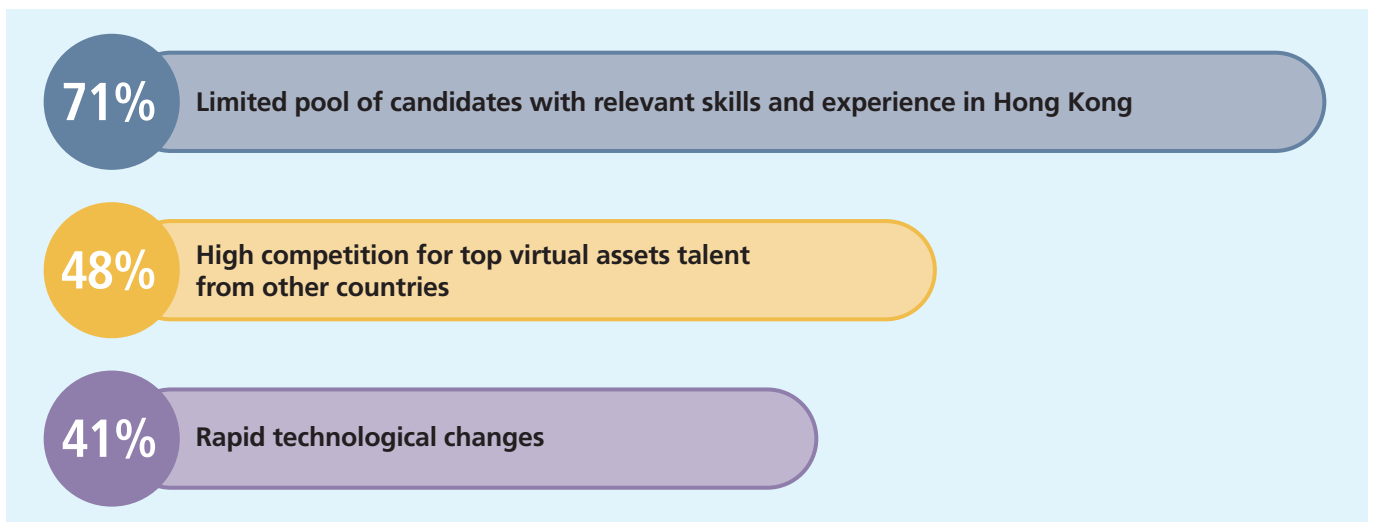 71%
Limited pool of candidates with relevant skills and experience in Hong Kong
48%
High competition for top virtual assets talent
from other countries
41%
Rapid technological changes